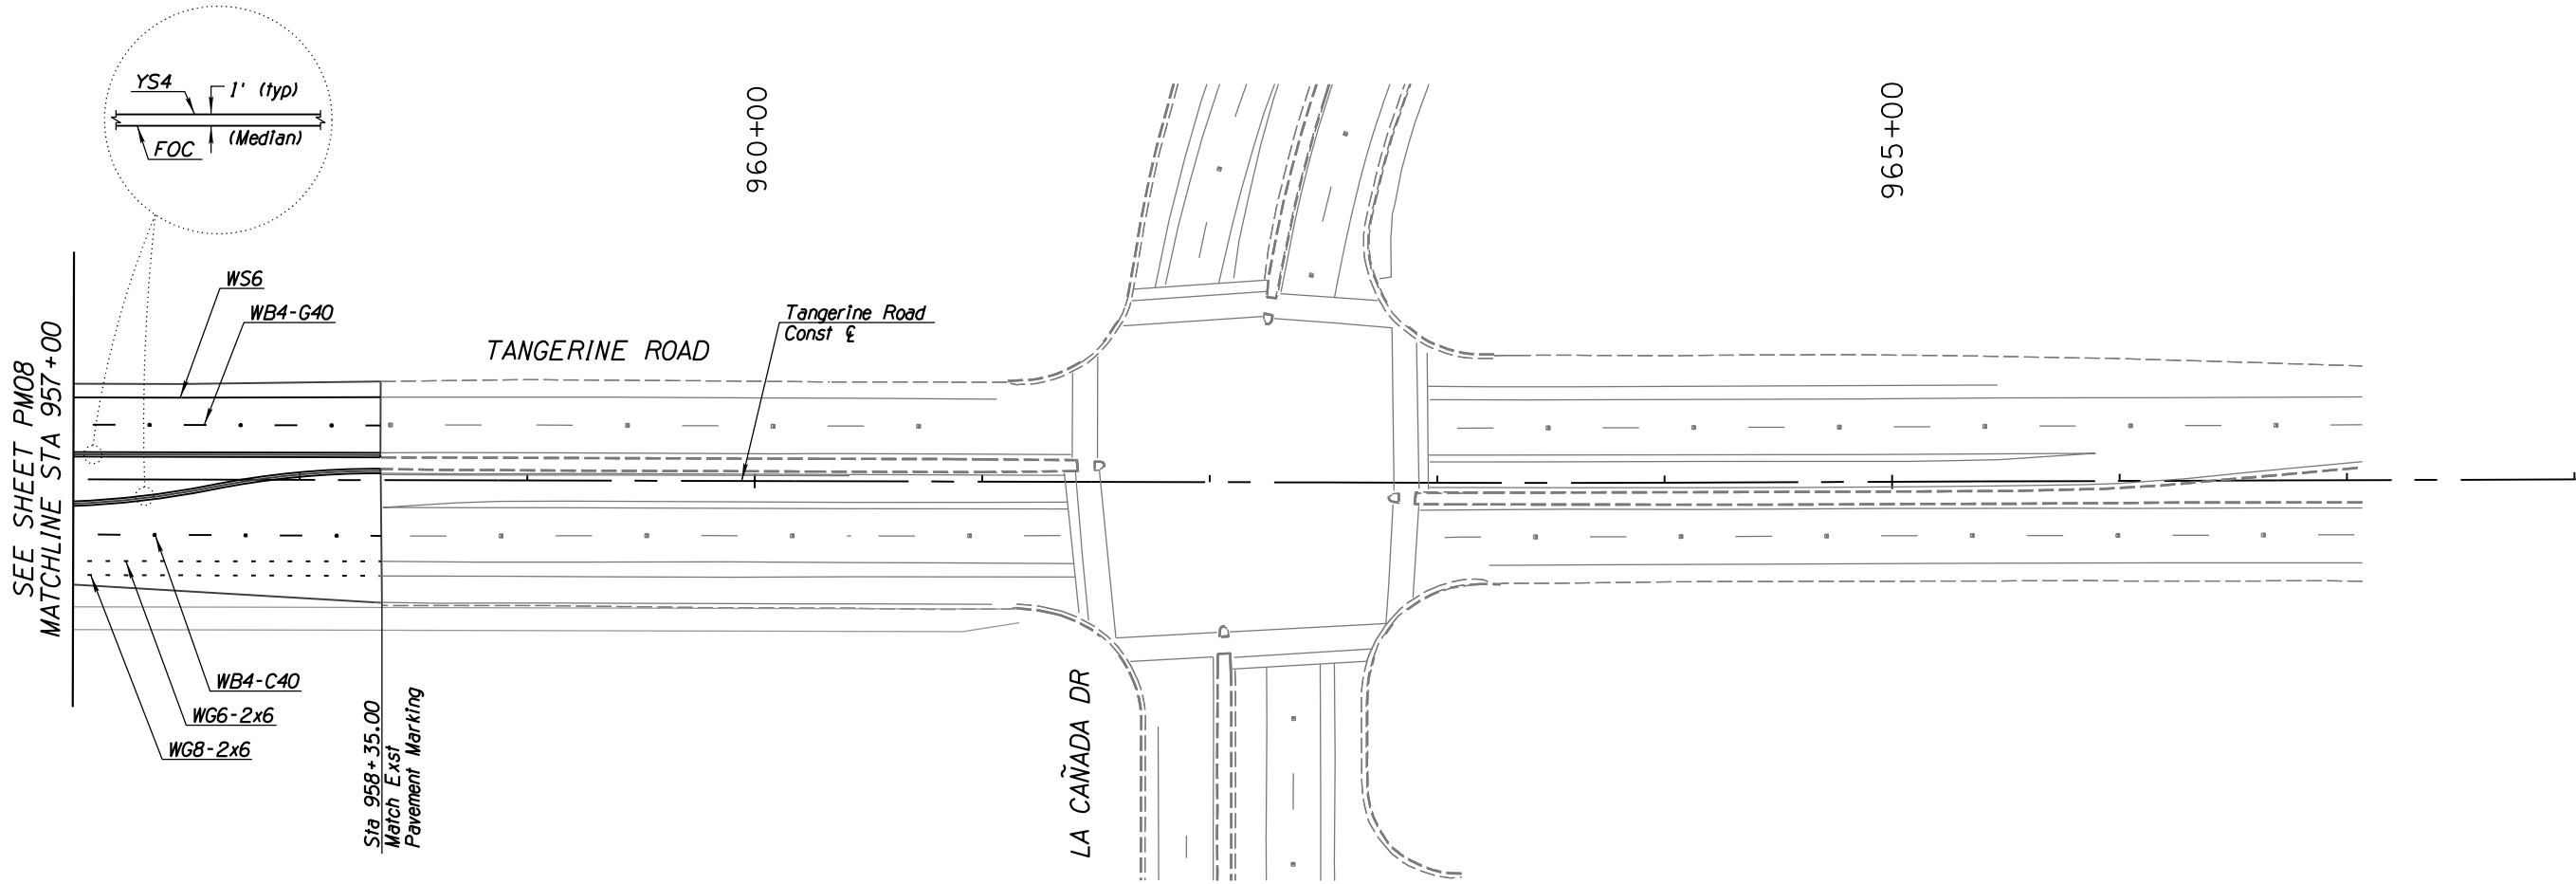 YS4
1' (typ)
(Median)
FOC
960+00
965+00
WS6
WB4-G40
Tangerine Road
Const ℄
TANGERINE ROAD
SEE SHEET PM08
MATCHLINE STA 957+00
WB4-C40
WG6-2x6
WG8-2x6
Sta 958+35.00
Match Exst
Pavement Marking
LA CAÑADA DR